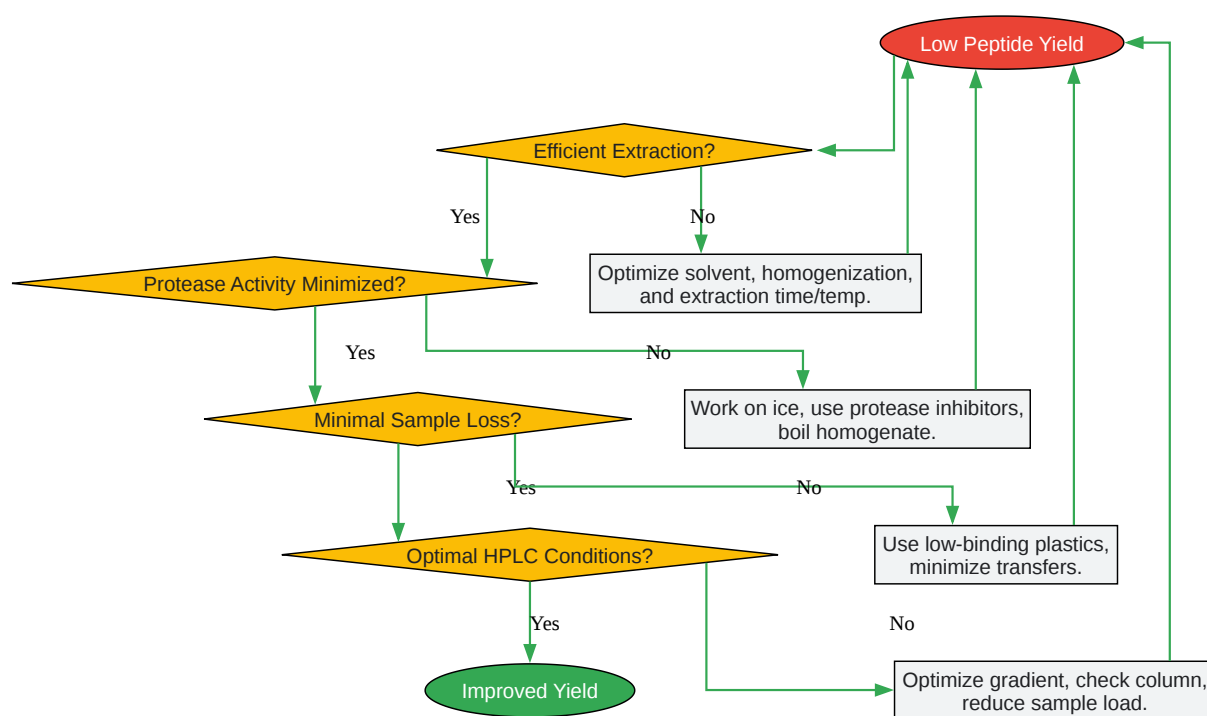 Low Peptide Yield
Efficient Extraction?
Yes
No
Optimize solvent, homogenization,
and extraction time/temp.
Protease Activity Minimized?
Yes
No
Work on ice, use protease inhibitors,
boil homogenate.
Minimal Sample Loss?
Yes
No
Use low-binding plastics,
minimize transfers.
Optimal HPLC Conditions?
Yes
No
Improved Yield
Optimize gradient, check column,
reduce sample load.